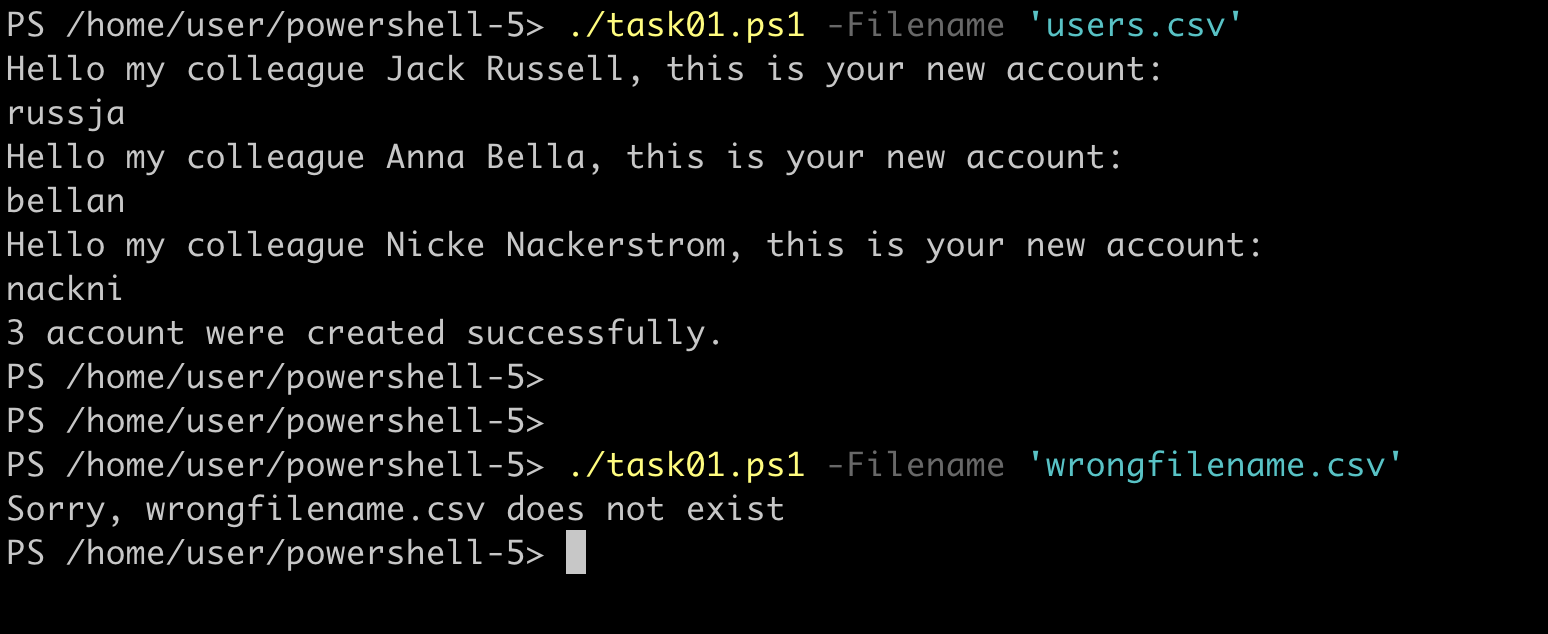 PS /home/user/powershell-5> ./task01.ps1 -Filename 'users.csv'
Hello my colleague Jack Russell, this is your new account:
russja
Hello my colleague Anna Bella, this is your new account:
bellan
Hello my colleague Nicke Nackerstrom, this is your new account:
nackni
3 account were created successfully.
PS /home/user/powershell-5>
PS /home/user/powershell-5>
PS /home/user/powershell-5> ./task01.ps1 -Filename 'wrongfilename.csv'
Sorry, wrongfilename.csv does not exist
PS /home/user/powershell-5>